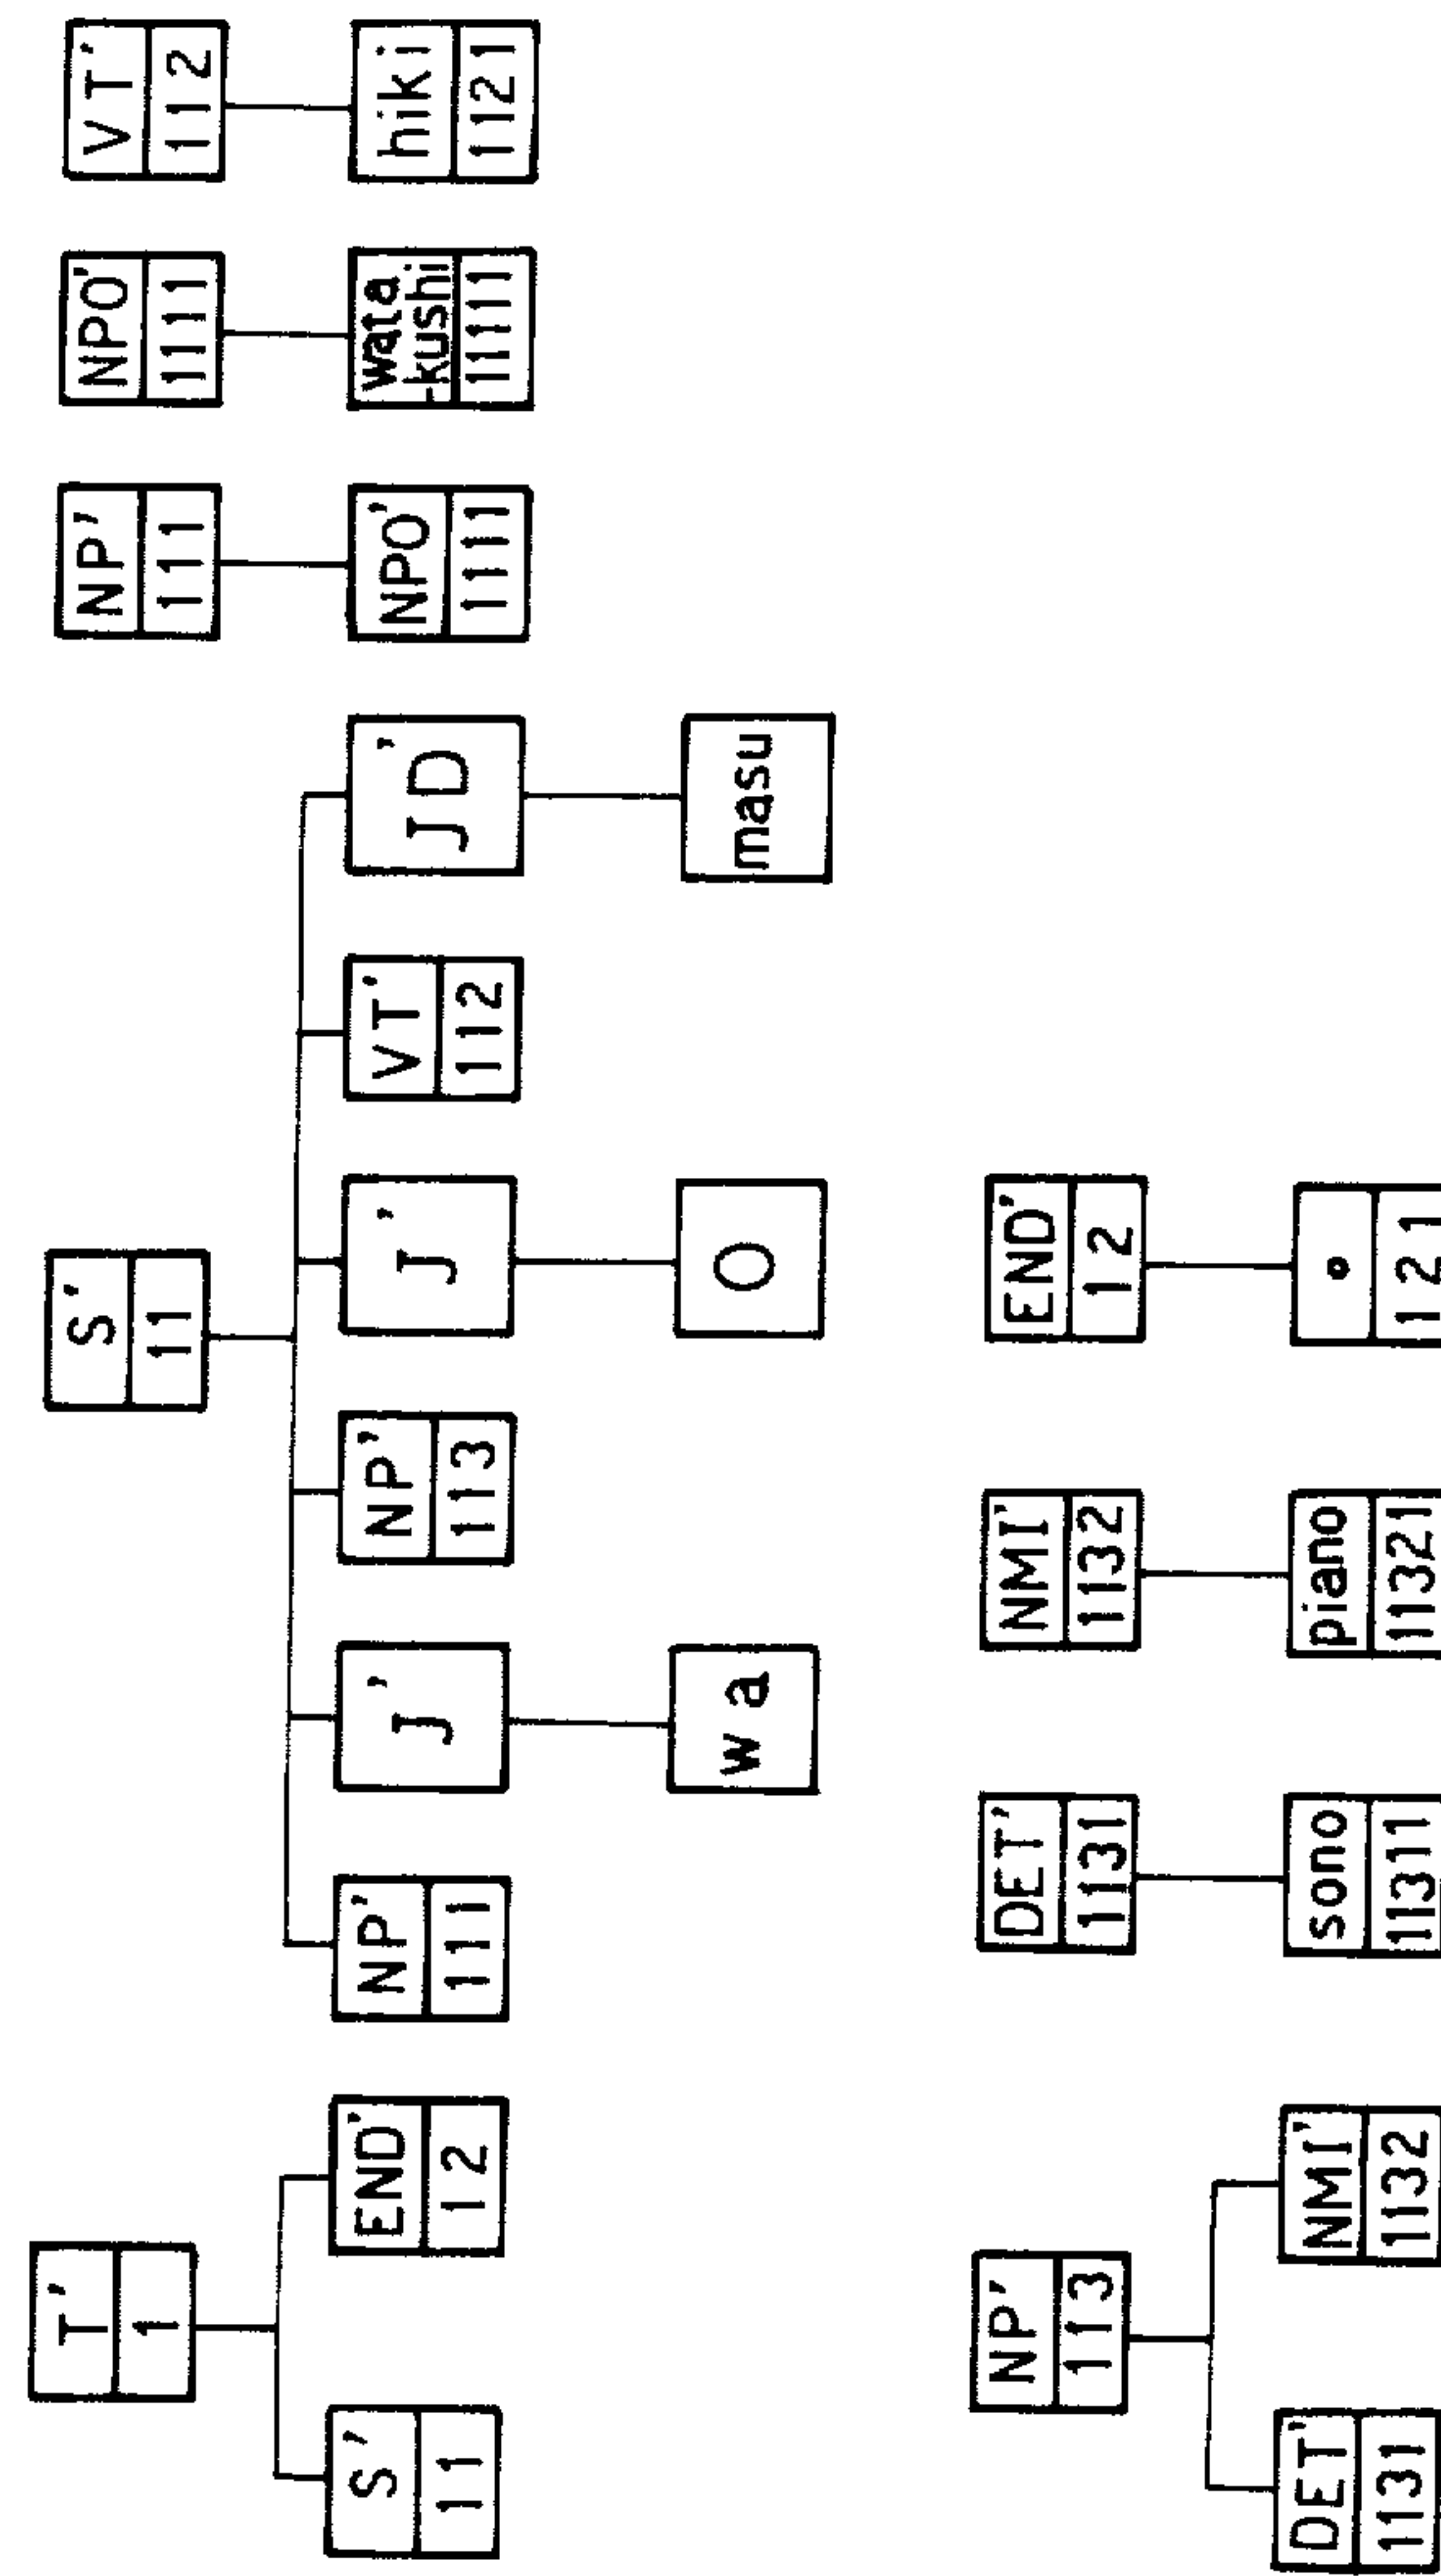 T'
1
S'
11
END'
12
S'
11
NP'
111
J'
wa
NP'
113
J'
O
VT'
112
JD'
masu
NP'
111
NPO'
1111
NPO'
1111
wata
-kushi
11111
VT'
112
hiki
1121
NP'
113
DET'
1131
NMI'
1132
DET'
1131
sono
11311
NMI'
1132
piano
11321
END'
12
。
121